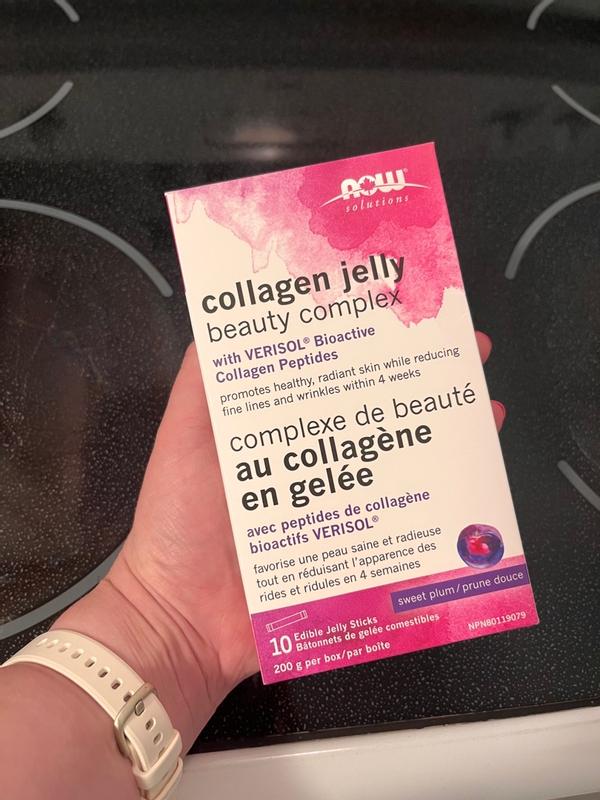 NOW®
solutions
collagen jelly
beauty complex
with VERISOL® Bioactive
Collagen Peptides
promotes healthy, radiant skin while reducing
fine lines and wrinkles within 4 weeks
complexe de beauté
au collagène
en gelée
avec peptides de collagène
bioactifs VERISOL®
favorise une peau saine et radieuse
tout en réduisant l'apparence des
rides et ridules en 4 semaines
sweet plum / prune douce
10 Edible Jelly Sticks
Bâtonnets de gelée comestibles
200 g per box/par boîte
NPN80119079